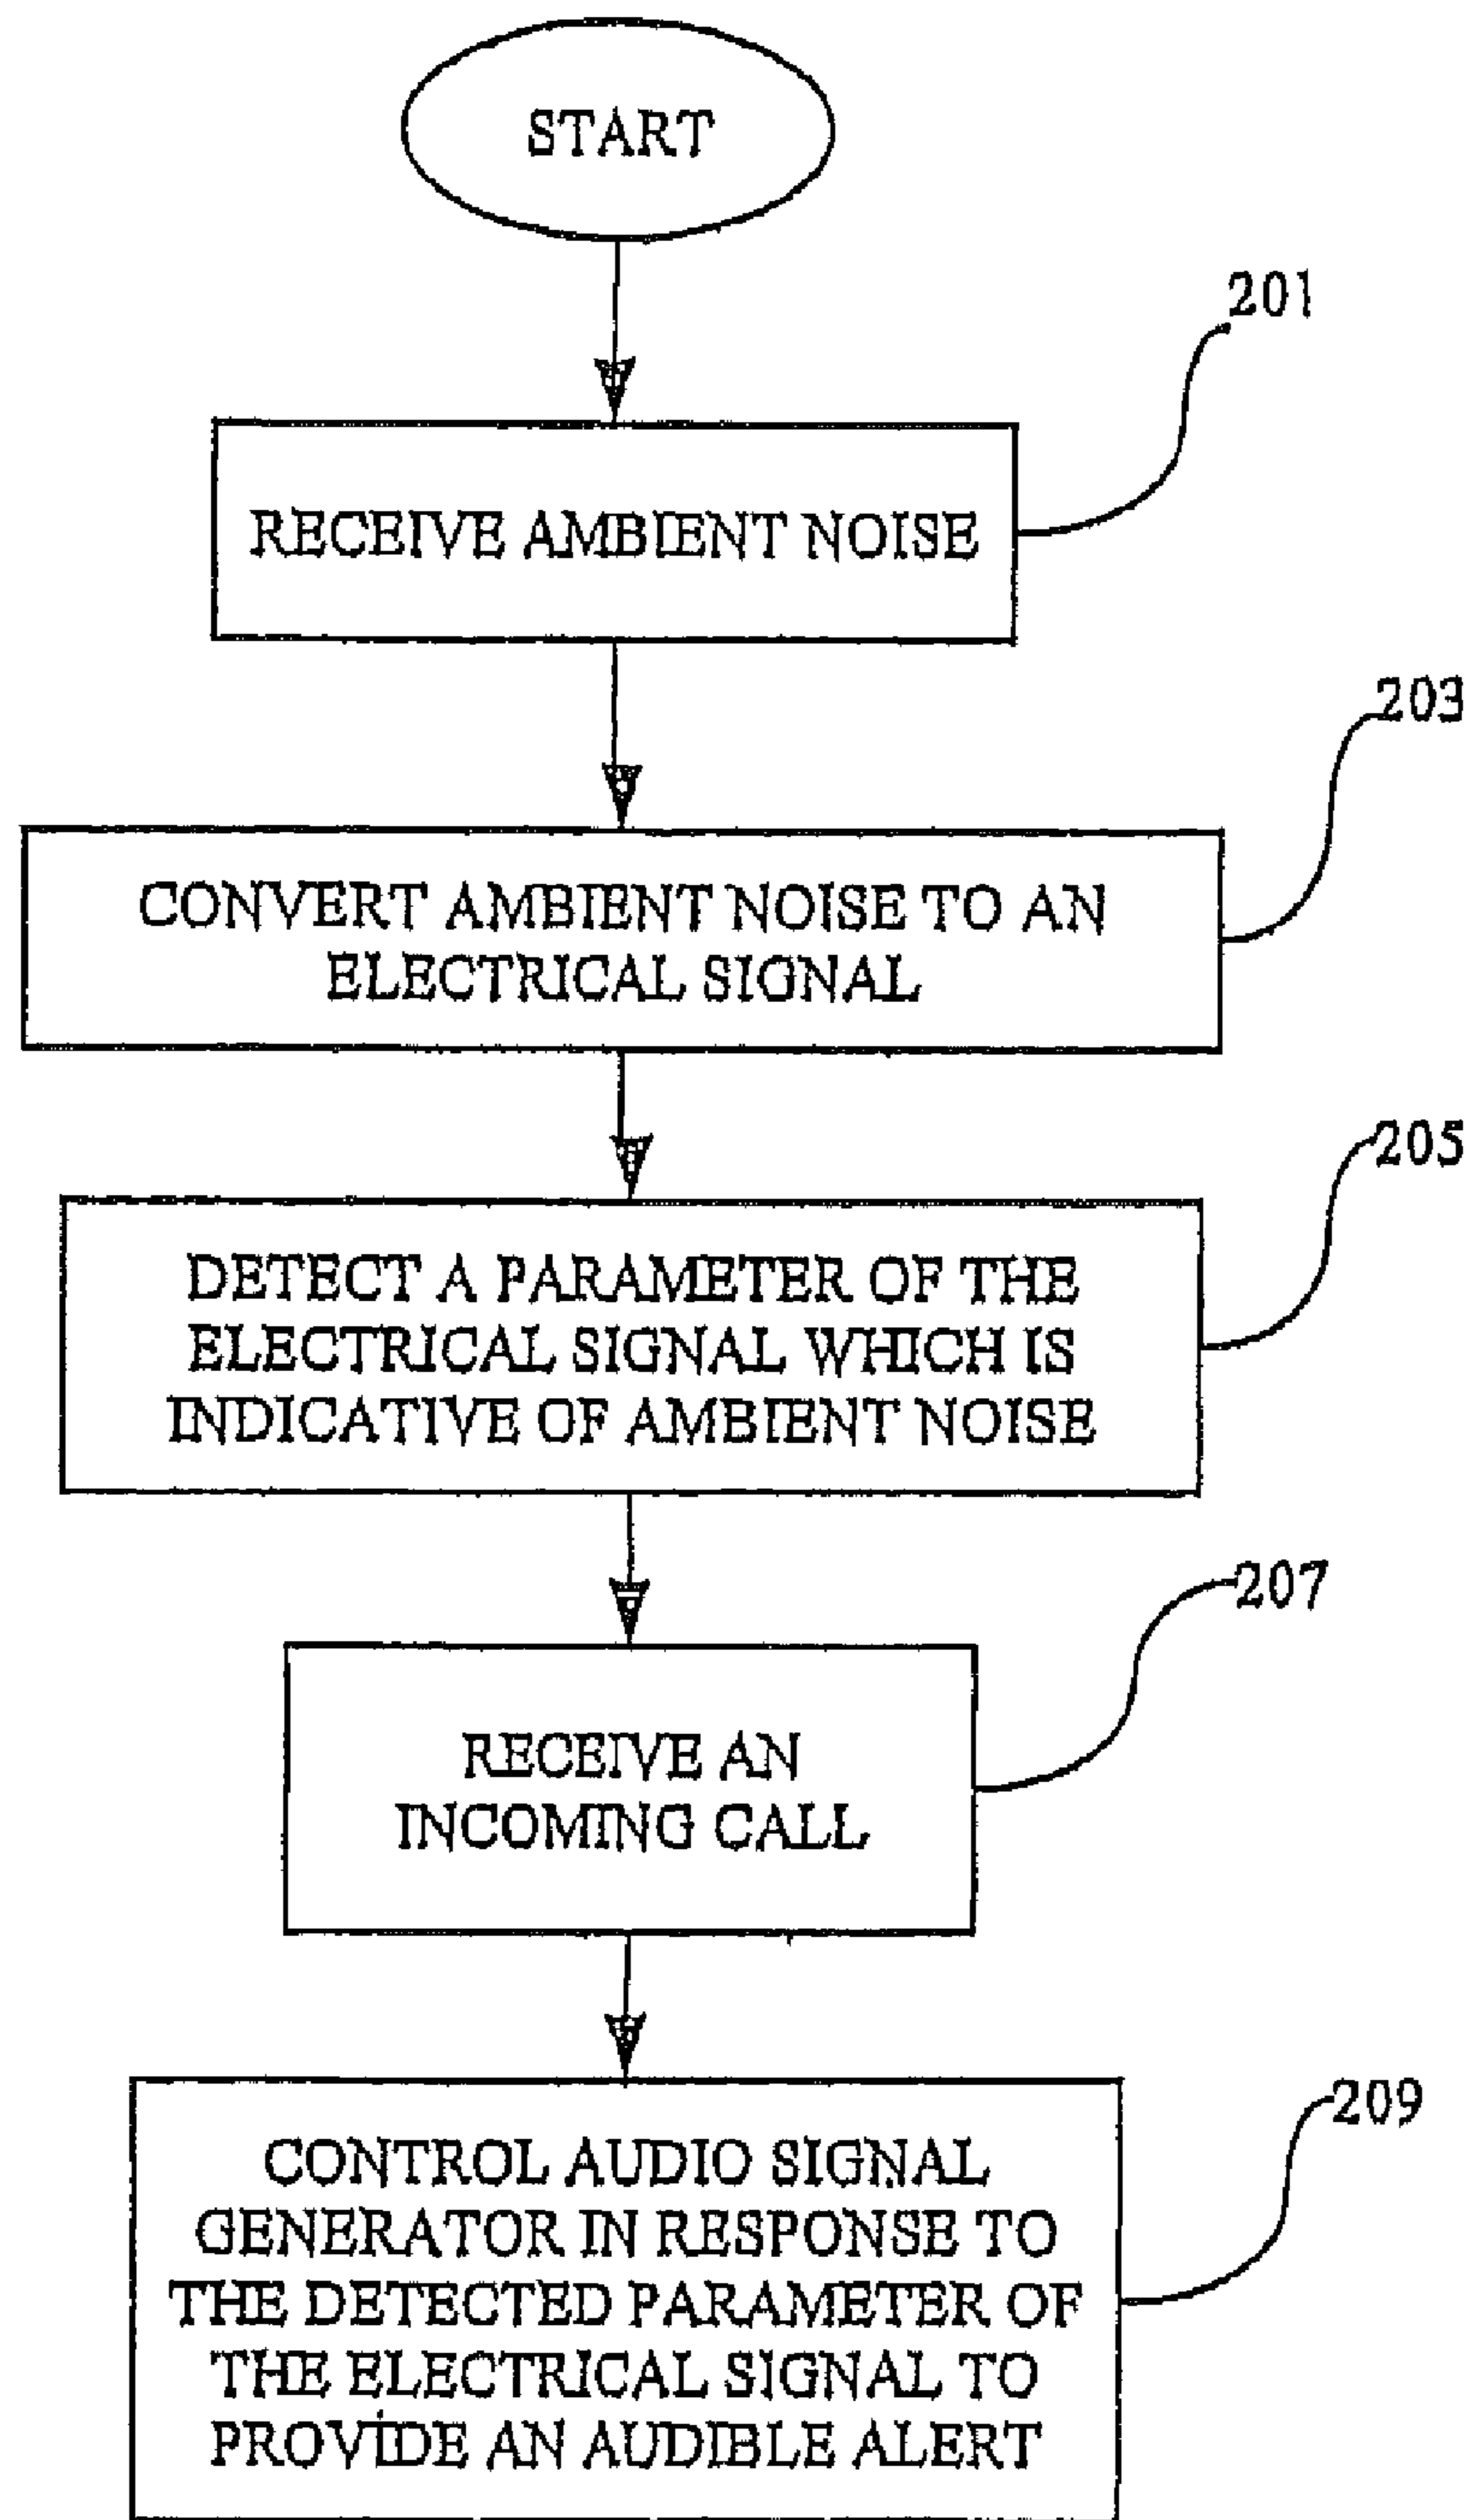 START
201
RECEIVE AMBIENT NOISE
203
CONVERT AMBIENT NOISE TO AN
ELECTRICAL SIGNAL
205
DETECT A PARAMETER OF THE
ELECTRICAL SIGNAL WHICH IS
INDICATIVE OF AMBIENT NOISE
207
RECEIVE AN
INCOMING CALL
209
CONTROL AUDIO SIGNAL
GENERATOR IN RESPONSE TO
THE DETECTED PARAMETER OF
THE ELECTRICAL SIGNAL TO
PROVIDE AN AUDIBLE ALERT